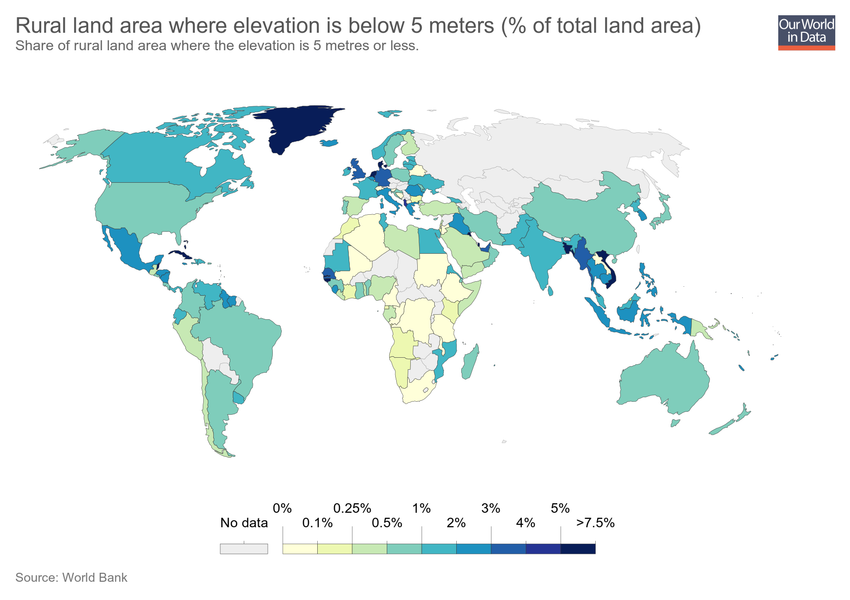 Rural land area where elevation is below 5 meters (% of total land area)
Share of rural land area where the elevation is 5 metres or less.
Our World
in Data
0% 0.25% 1% 3% 5%
No data 0.1% 0.5% 2% 4% >7.5%
Source: World Bank